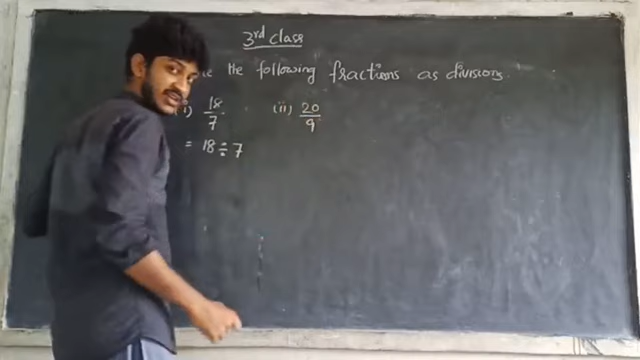 3rd class
the following fractions as divisions.
(i) 18/7 (ii) 20/9
= 18 ÷ 7